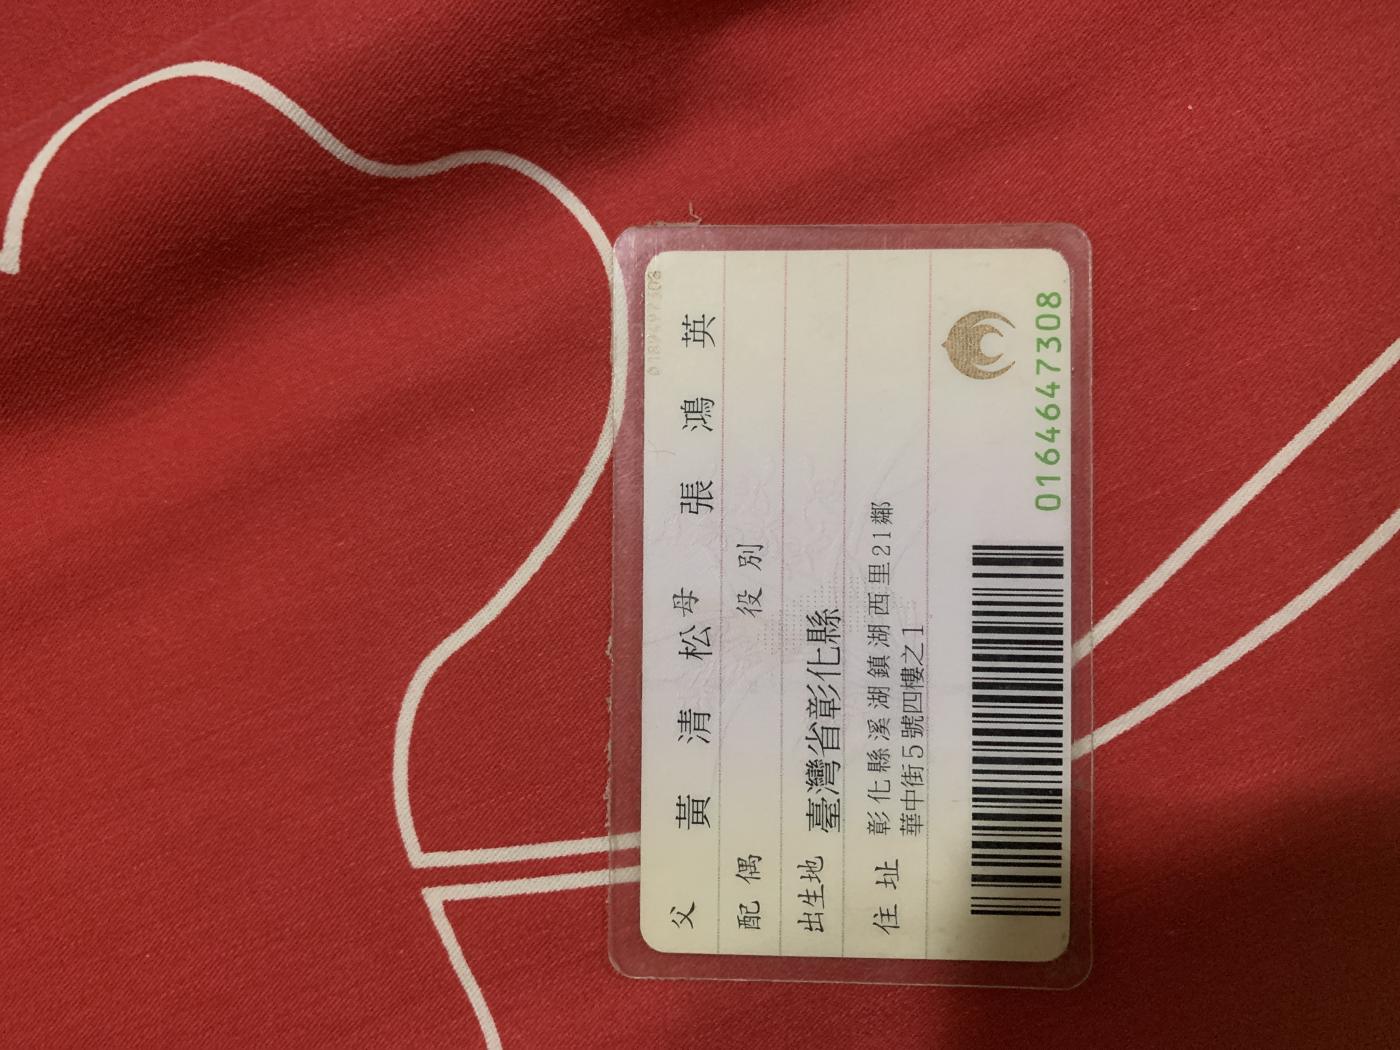 父 黃清松 母 張鴻英
配偶 役別
出生地 臺灣省彰化縣
住址 彰化縣溪湖鎮湖西里21鄰
華中街5號四樓之1
0164647308